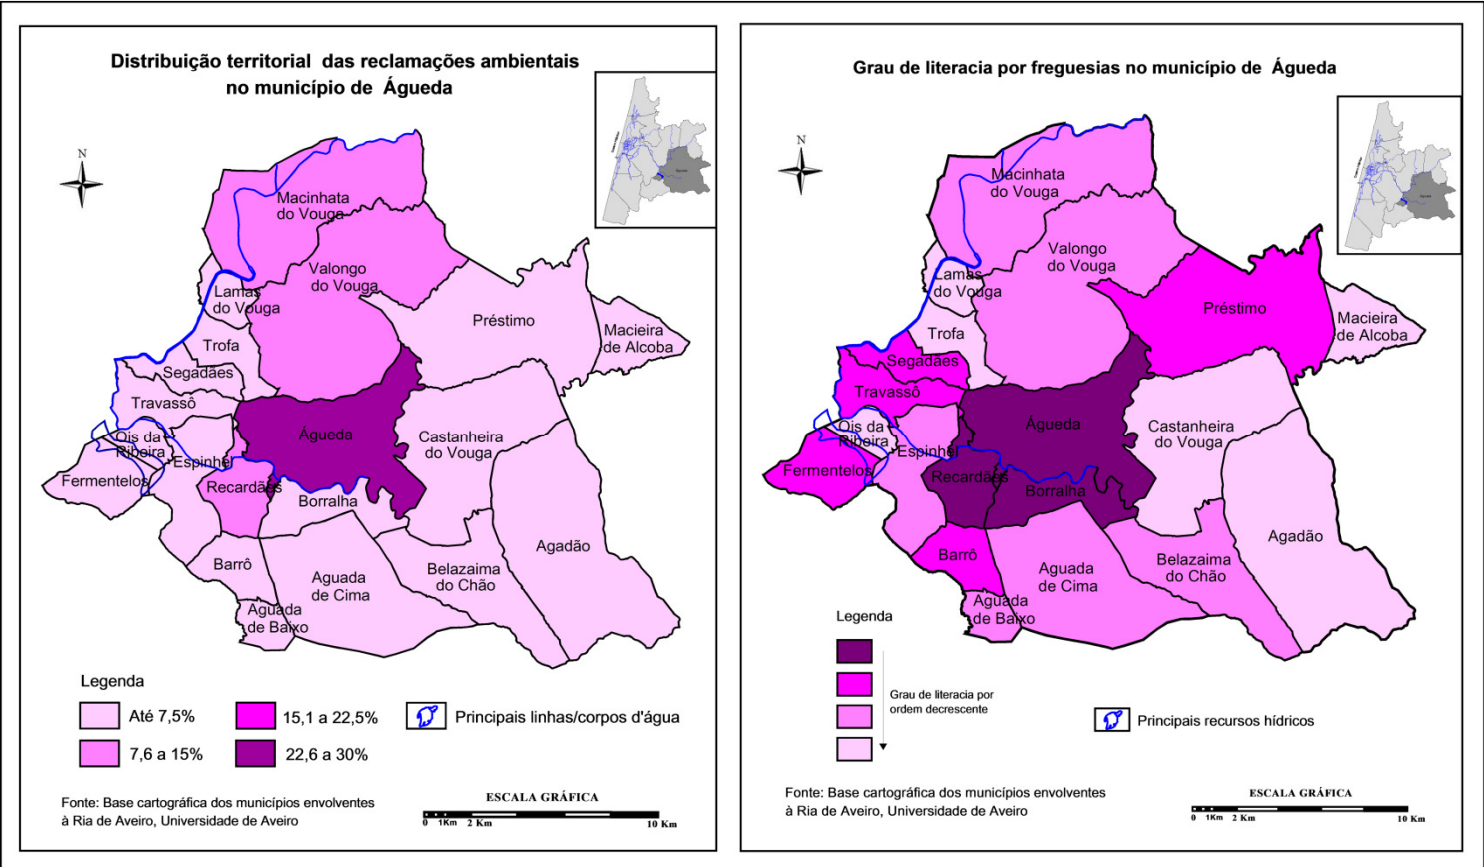 Distribuição territorial das reclamações ambientais
no município de Águeda
N
Macinhata
do Vouga
Valongo
do Vouga
Lamas
do Vouga
Préstimo
Macieira
de Alcoba
Trofa
Segadães
Travassô
Águeda
Castanheira
do Vouga
Ois da
Ribeira
Espinhel
Fermentelos
Recardães
Borralha
Agadão
Barrô
Aguada
de Cima
Belazaima
do Chão
Aguada
de Baixo
Legenda
Até 7,5%
15,1 a 22,5%
Principais linhas/corpos d'água
7,6 a 15%
22,6 a 30%
Fonte: Base cartográfica dos municípios envolventes
à Ria de Aveiro, Universidade de Aveiro
ESCALA GRÁFICA
0 1Km 2 Km 10 Km
Grau de literacia por freguesias no município de Águeda
N
Macinhata
do Vouga
Valongo
do Vouga
Lamas
do Vouga
Préstimo
Macieira
de Alcoba
Trofa
Segadães
Travassô
Águeda
Castanheira
do Vouga
Ois da
Ribeira
Espinhel
Fermentelos
Recardães
Borralha
Agadão
Barrô
Aguada
de Cima
Belazaima
do Chão
Aguada
de Baixo
Legenda
Grau de literacia por
ordem decrescente
Principais recursos hídricos
Fonte: Base cartográfica dos municípios envolventes
à Ria de Aveiro, Universidade de Aveiro
ESCALA GRÁFICA
0 1Km 2 Km 10 Km